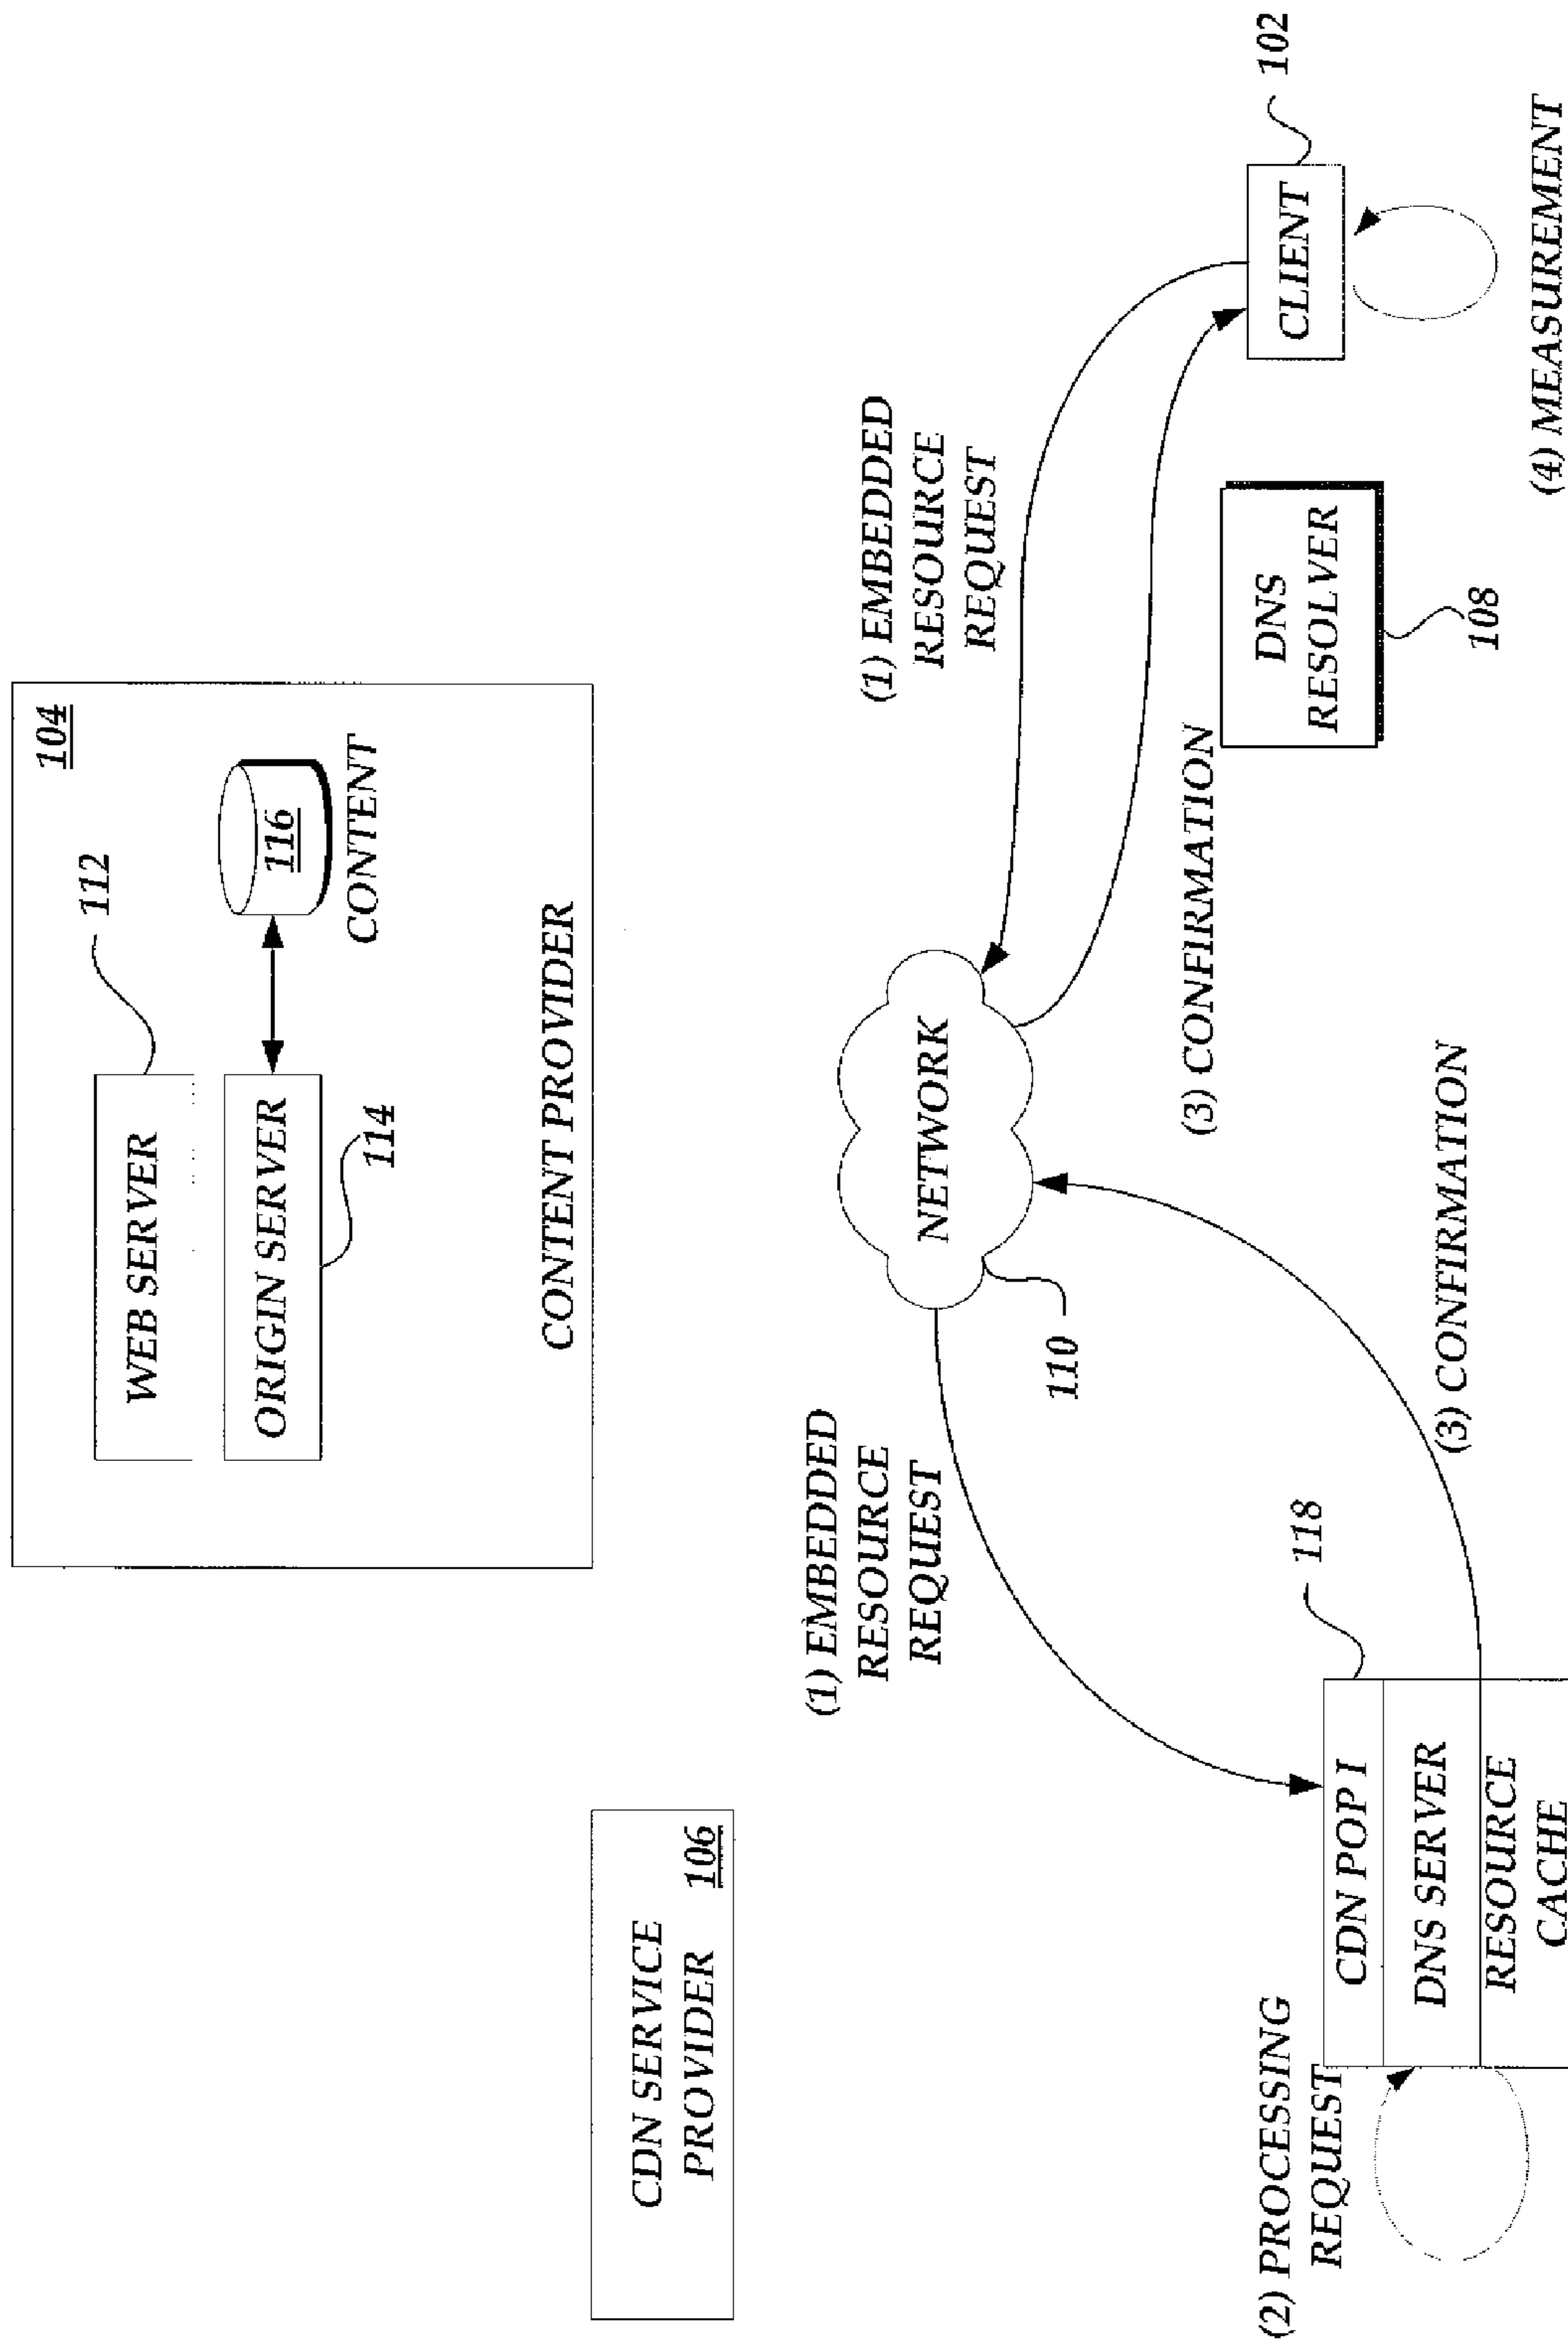 104
WEB SERVER
112
ORIGIN SERVER
116
114
CONTENT
CONTENT PROVIDER
CDN SERVICE
PROVIDER
106
(1) EMBEDDED
RESOURCE
REQUEST
(1) EMBEDDED
RESOURCE
REQUEST
NETWORK
110
(3) CONFIRMATION
CLIENT
102
DNS
RESOLVER
108
(4) MEASUREMENT
(3) CONFIRMATION
118
(2) PROCESSING
REQUEST
CDN POP I
DNS SERVER
RESOURCE
CACHE